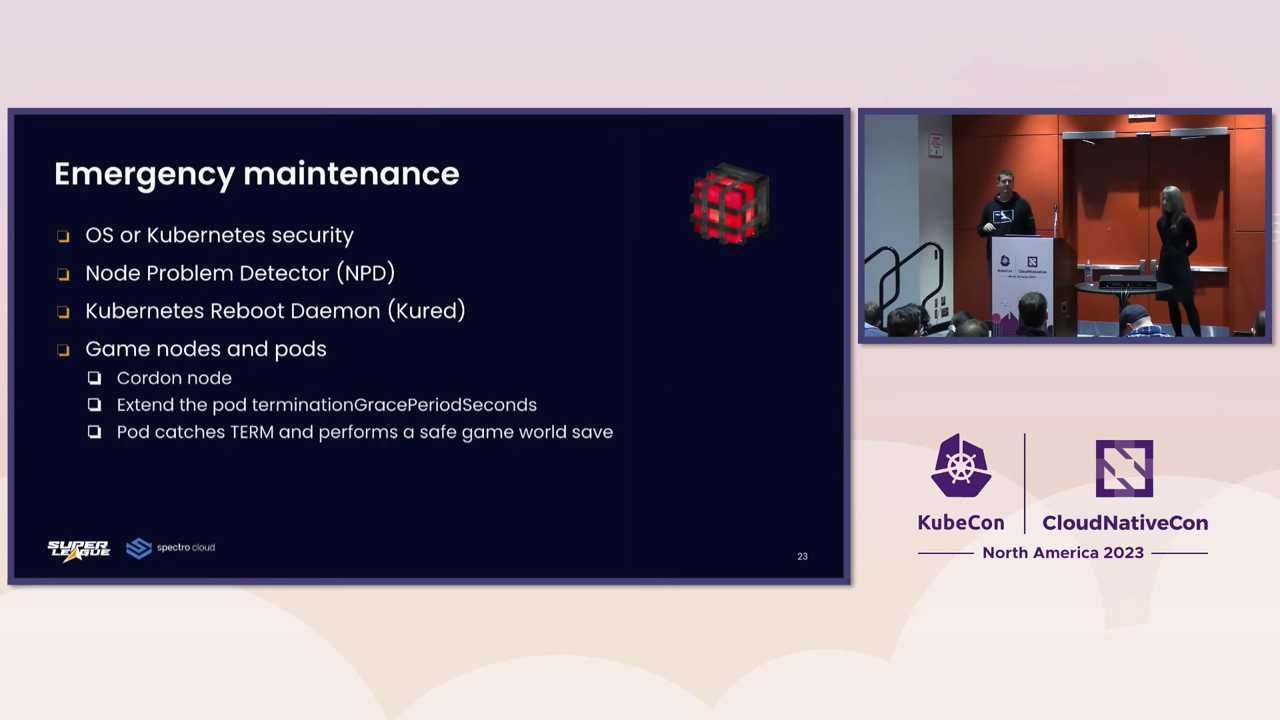 Emergency maintenance
OS or Kubernetes security
Node Problem Detector (NPD)
Kubernetes Reboot Daemon (Kured)
Game nodes and pods
Cordon node
Extend the pod terminationGracePeriodSeconds
Pod catches TERM and performs a safe game world save
SUPER
LEAGUE
spectro cloud
23
KubeCon
CloudNativeCon
North America 2023